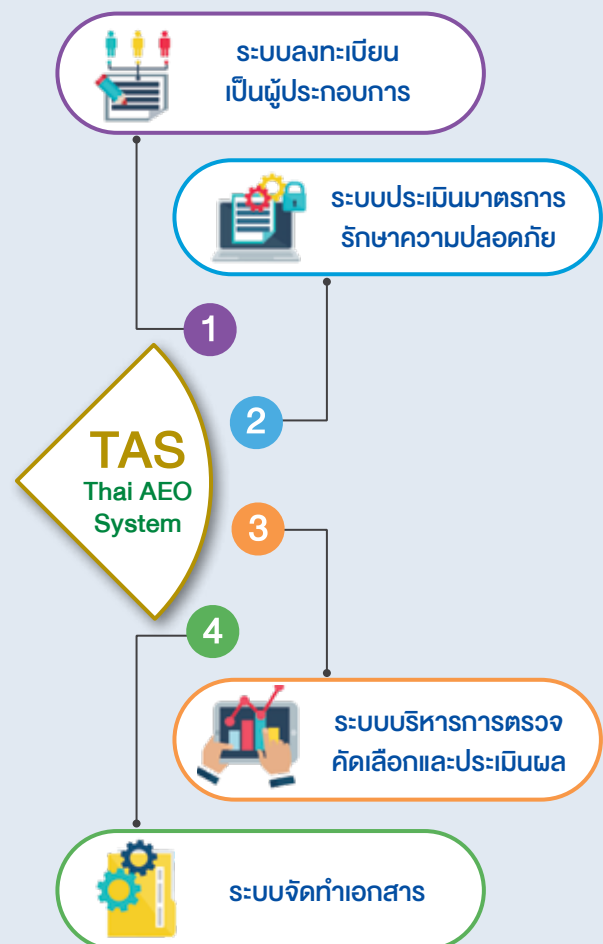 ระบบลงทะเบียน
เป็นผู้ประกอบการ
ระบบประเมินมาตรการ
รักษาความปลอดภัย
1
2
TAS
Thai AEO
System
3
4
ระบบบริหารการตรวจ
คัดเลือกและประเมินผล
ระบบจัดทำเอกสาร